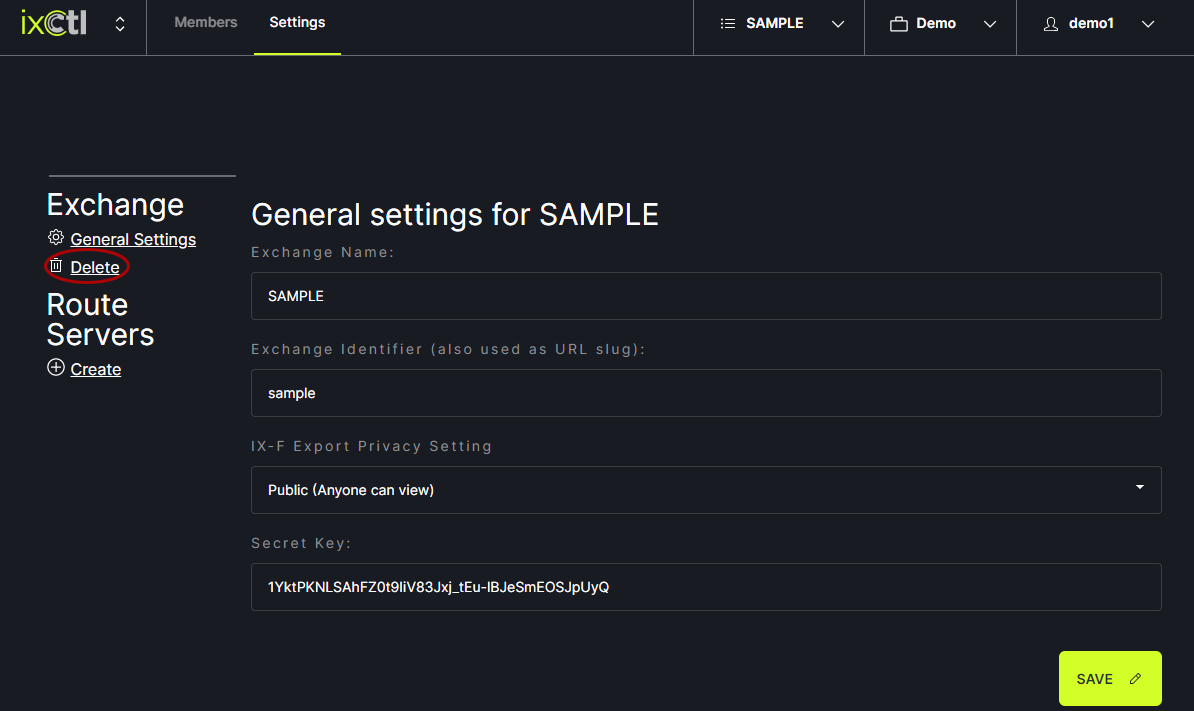 ixctl
Members
Settings
SAMPLE
Demo
demo1
Exchange
General Settings
Delete
Route
Servers
Create
General settings for SAMPLE
Exchange Name:
SAMPLE
Exchange Identifier (also used as URL slug):
sample
IX-F Export Privacy Setting
Public (Anyone can view)
Secret Key:
1YktPKNLSAhFZ0t9IiV83Jxj_tEu-lBJeSmEOSJpUyQ
SAVE